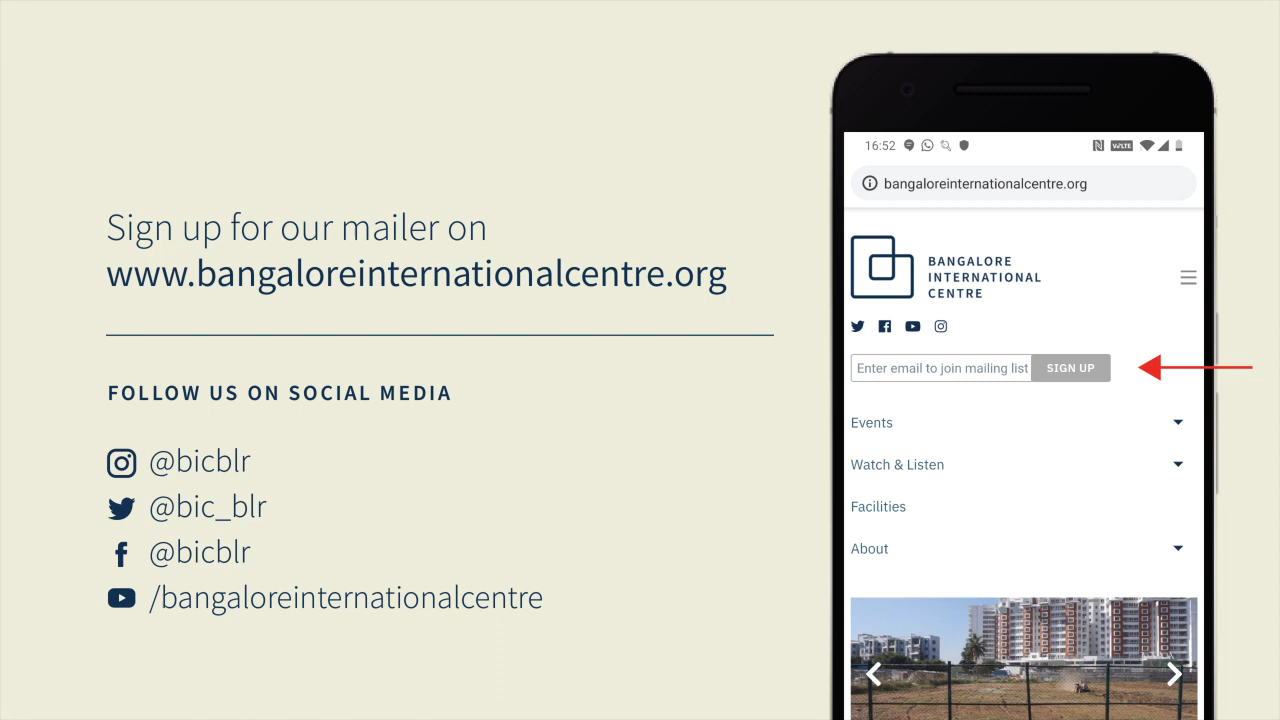 Sign up for our mailer on
www.bangaloreinternationalcentre.org
FOLLOW US ON SOCIAL MEDIA
@bicblr
@bic_blr
@bicblr
/bangaloreinternationalcentre
16:52
VoLTE
bangaloreinternationalcentre.org
BANGALORE
INTERNATIONAL
CENTRE
Enter email to join mailing list SIGN UP
Events
Watch & Listen
Facilities
About